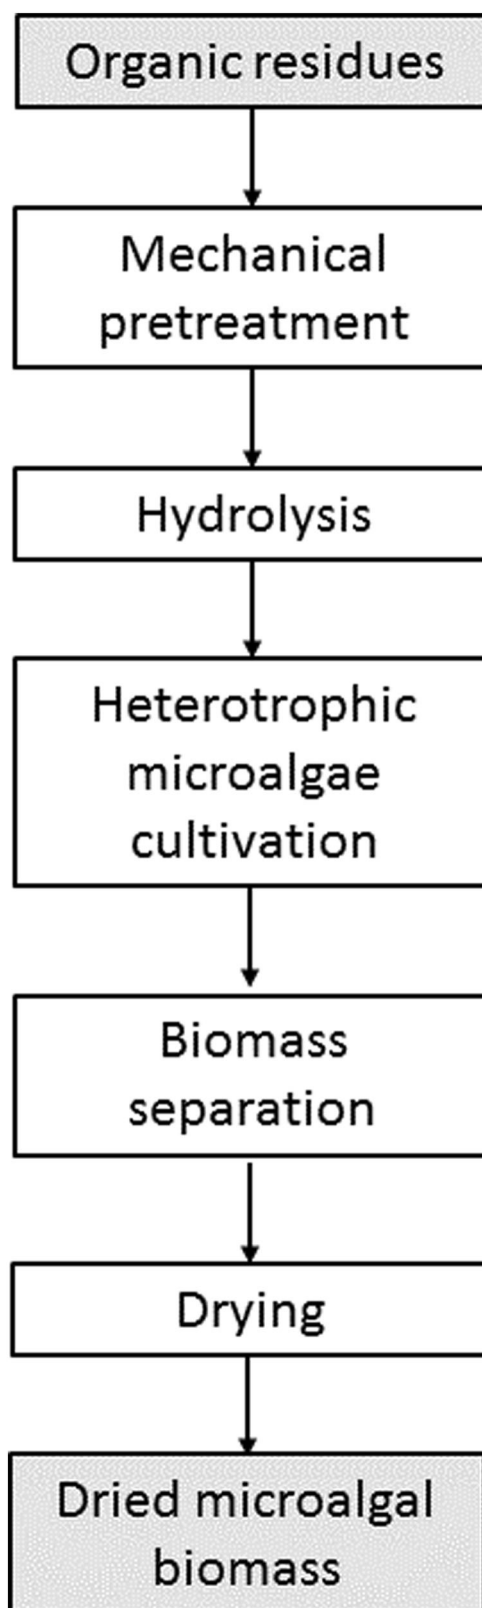 Organic residues
Mechanical
pretreatment
Hydrolysis
Heterotrophic
microalgae
cultivation
Biomass
separation
Drying
Dried microalgal
biomass